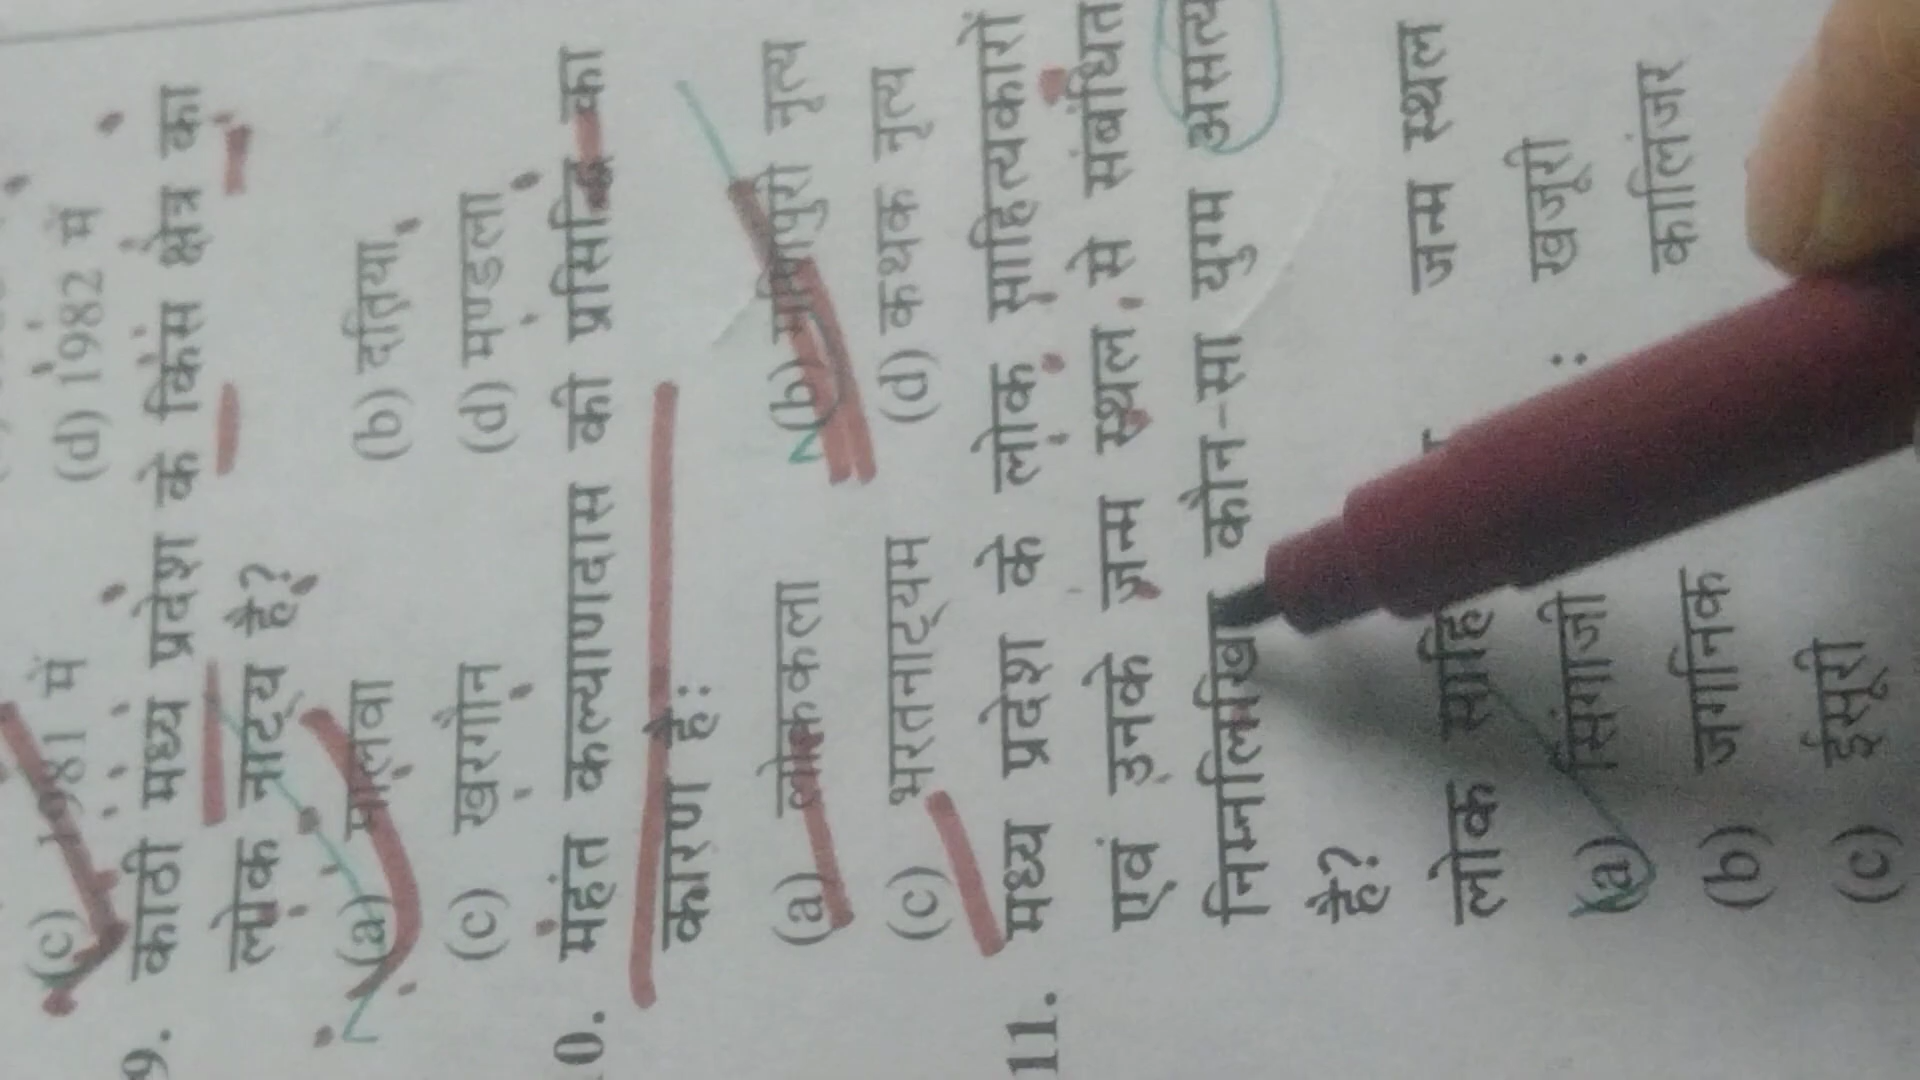 (c) 1981 में (d) 1982 में
9. काठी मध्य प्रदेश के किस क्षेत्र का
लोक नाट्य है?
(a) मालवा (b) दतिया
(c) खरगौन (d) मण्डला
0. महंत कल्याणदास की प्रसिद्धि का
कारण है:
(a) लोककला (b) मणिपुरी नृत्य
(c) भरतनाट्यम (d) कथक नृत्य
11. मध्य प्रदेश के लोक साहित्यकारों
एवं उनके जन्म स्थल से संबंधित
निम्नलिखि कौन-सा युग्म असत्य
है?
लोक साहि जन्म स्थल
(a) सिंगाजी : खजूरी
(b) जगनिक कालिंजर
(c) ईसूरी